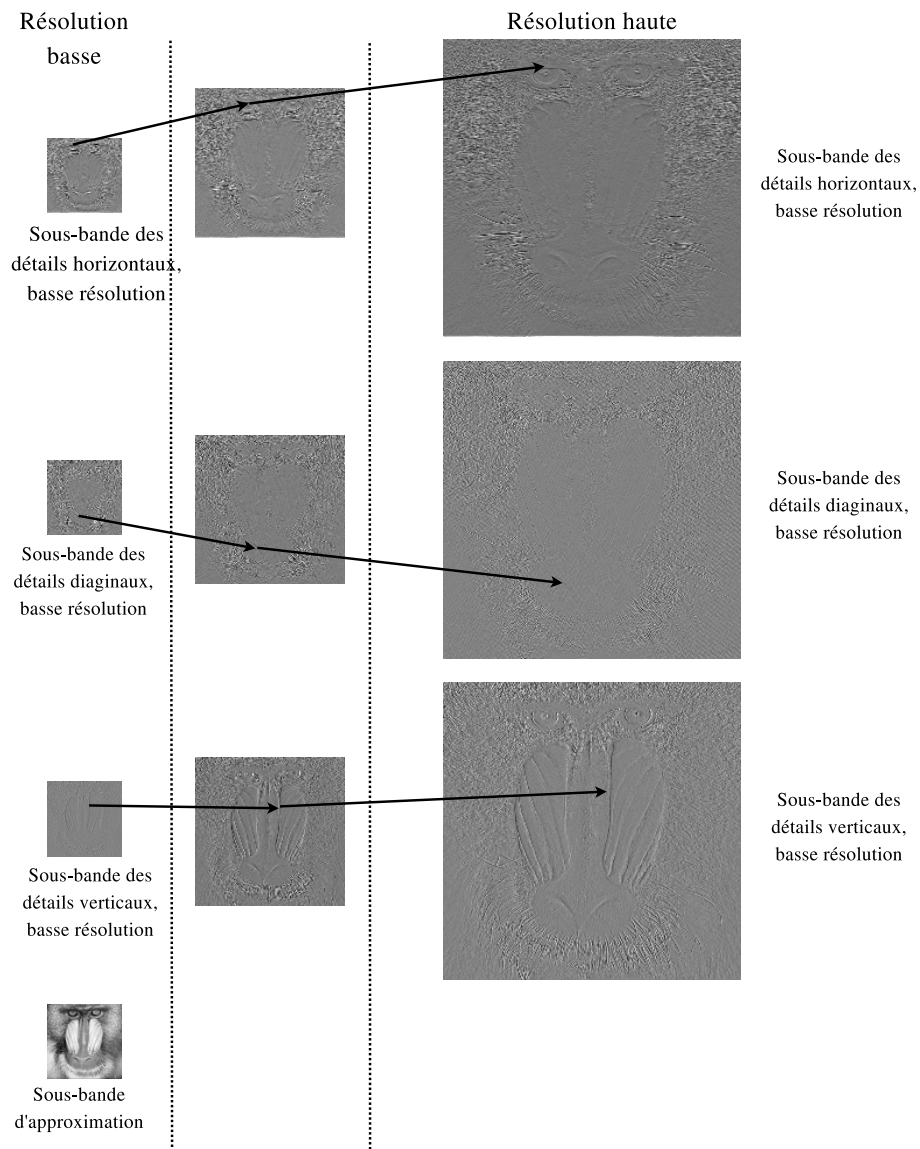 Résolution
basse
Résolution haute
Sous-bande des
détails horizontaux,
basse résolution
Sous-bande des
détails horizontaux,
basse résolution
Sous-bande des
détails diaginaux,
basse résolution
Sous-bande des
détails diaginaux,
basse résolution
Sous-bande des
détails verticaux,
basse résolution
Sous-bande des
détails verticaux,
basse résolution
Sous-bande
d'approximation